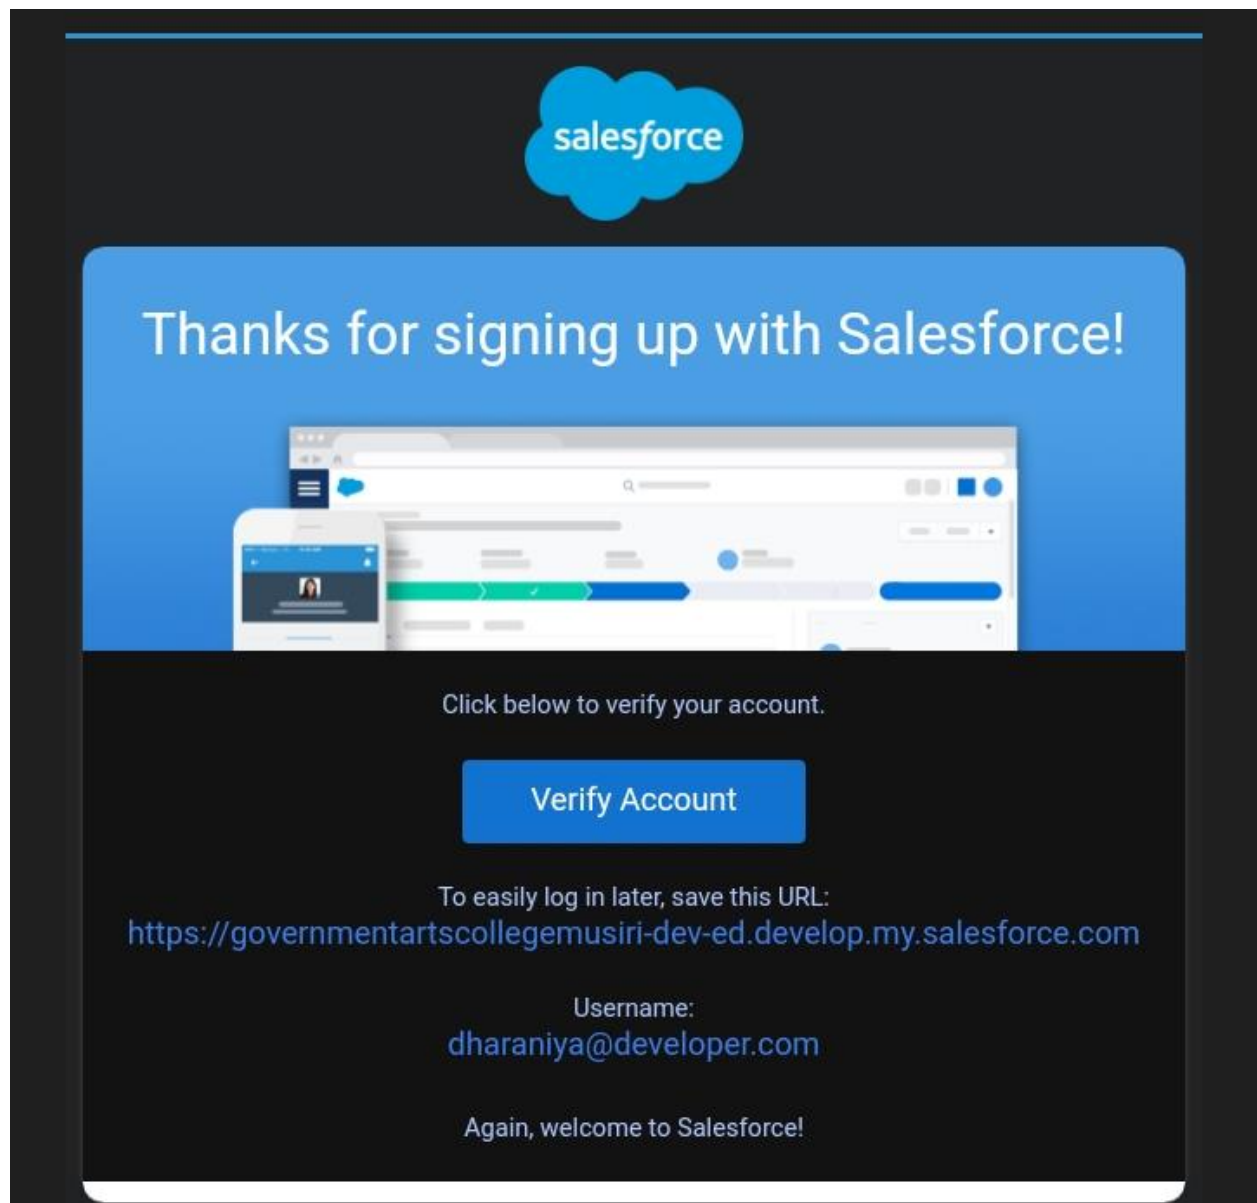 salesforce
Thanks for signing up with Salesforce!
Click below to verify your account.
Verify Account
To easily log in later, save this URL:
https://governmentartscollegemusiri-dev-ed.develop.my.salesforce.com
Username:
dharaniya@developer.com
Again, welcome to Salesforce!